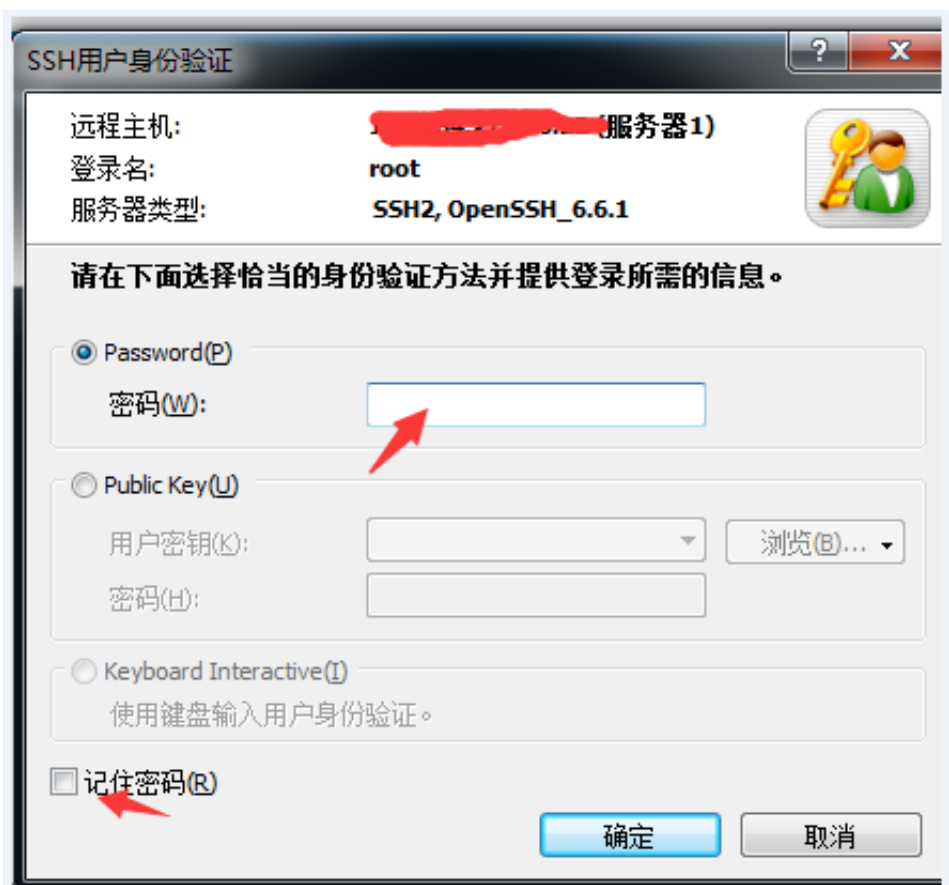 SSH用户身份验证
远程主机: (服务器1)
登录名: root
服务器类型: SSH2, OpenSSH_6.6.1
请在下面选择恰当的身份验证方法并提供登录所需的信息。
Password(P)
密码(W):
Public Key(U)
用户密钥(K): 浏览(B)...
密码(H):
Keyboard Interactive(I)
使用键盘输入用户身份验证。
记住密码(R)
确定 取消